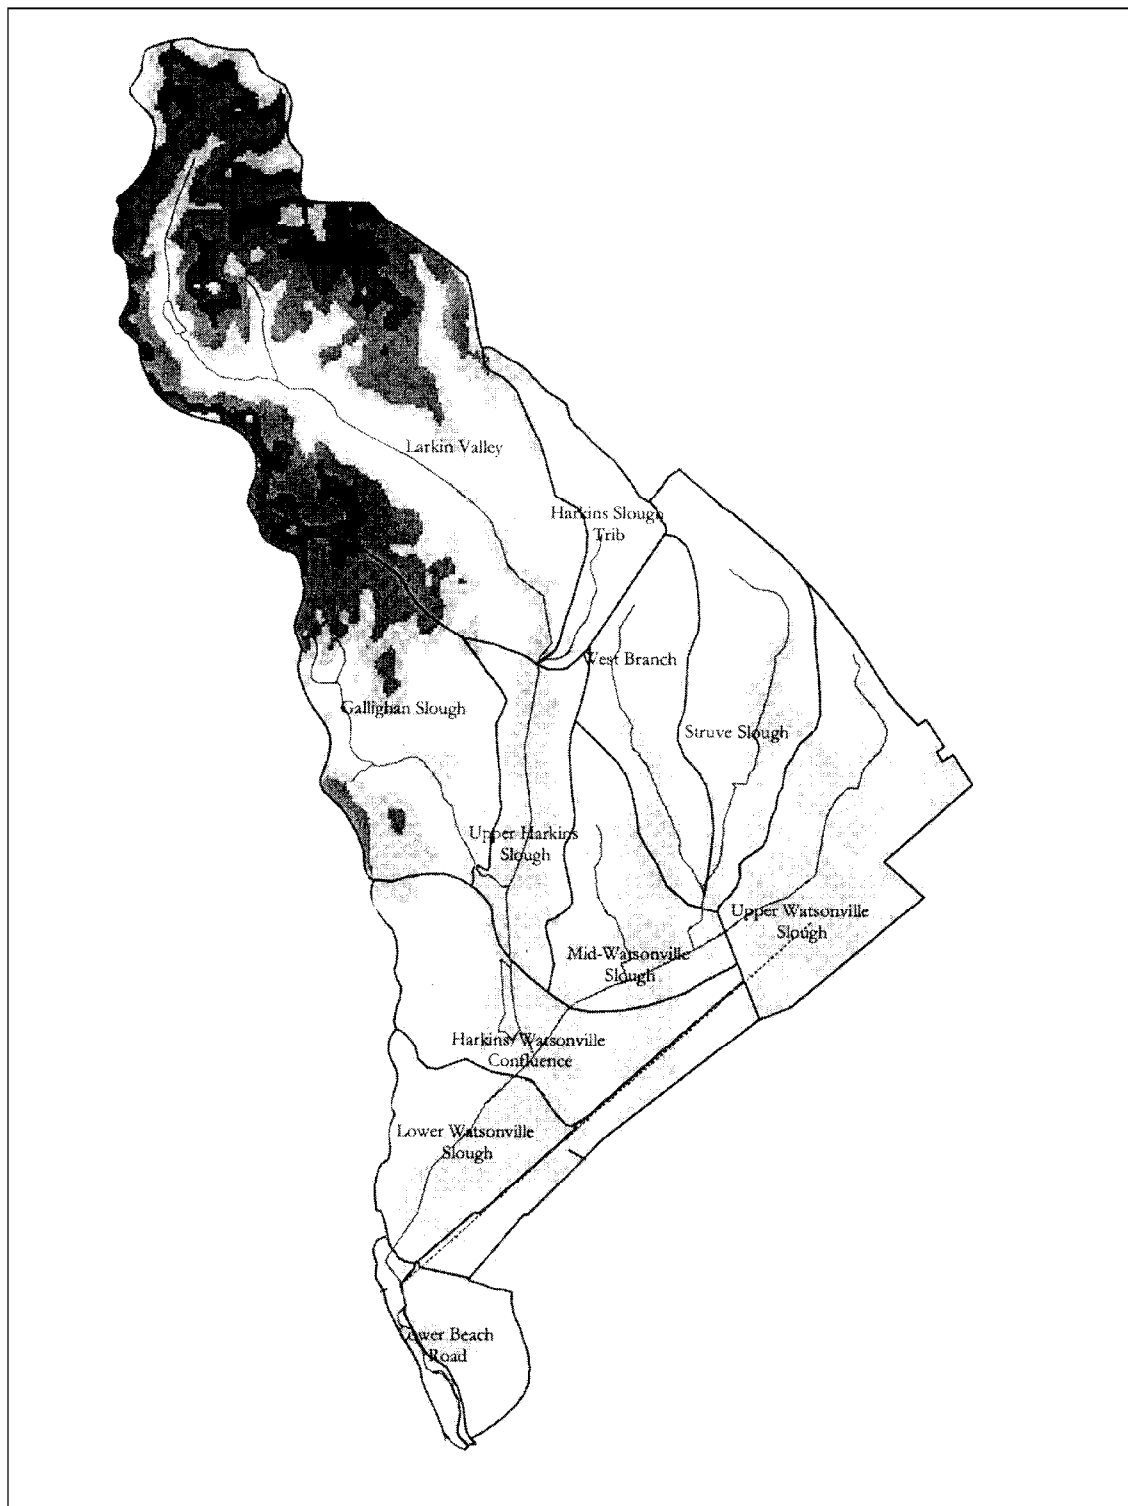 Larkin Valley
Harkins Slough
Trib
West Branch
Gallighan Slough
Struve Slough
Upper Harkins
Slough
Upper Watsonville
Slough
Mid-Watsonville
Slough
Harkins/Watsonville
Confluence
Lower Watsonville
Slough
Lower Beach
Road